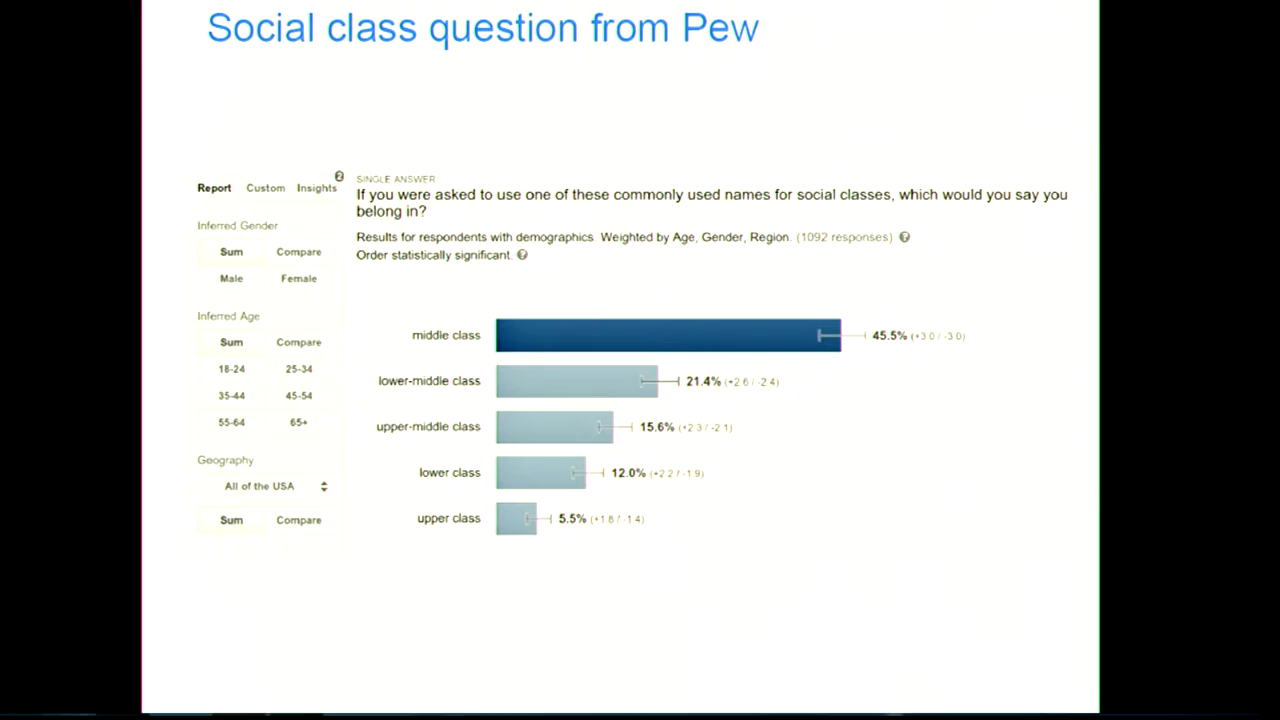 Social class question from Pew
Report Custom Insights
Inferred Gender
Sum Compare
Male Female
Inferred Age
Sum Compare
18-24 25-34
35-44 45-54
55-64 65+
Geography
All of the USA
Sum Compare
SINGLE ANSWER
If you were asked to use one of these commonly used names for social classes, which would you say you
belong in?
Results for respondents with demographics. Weighted by Age, Gender, Region. (1092 responses)
Order statistically significant.
middle class 45.5% (+3.0 / -3.0)
lower-middle class 21.4% (+2.6 / -2.4)
upper-middle class 15.6% (+2.3 / -2.1)
lower class 12.0% (+2.2 / -1.9)
upper class 5.5% (+1.8 / -1.4)